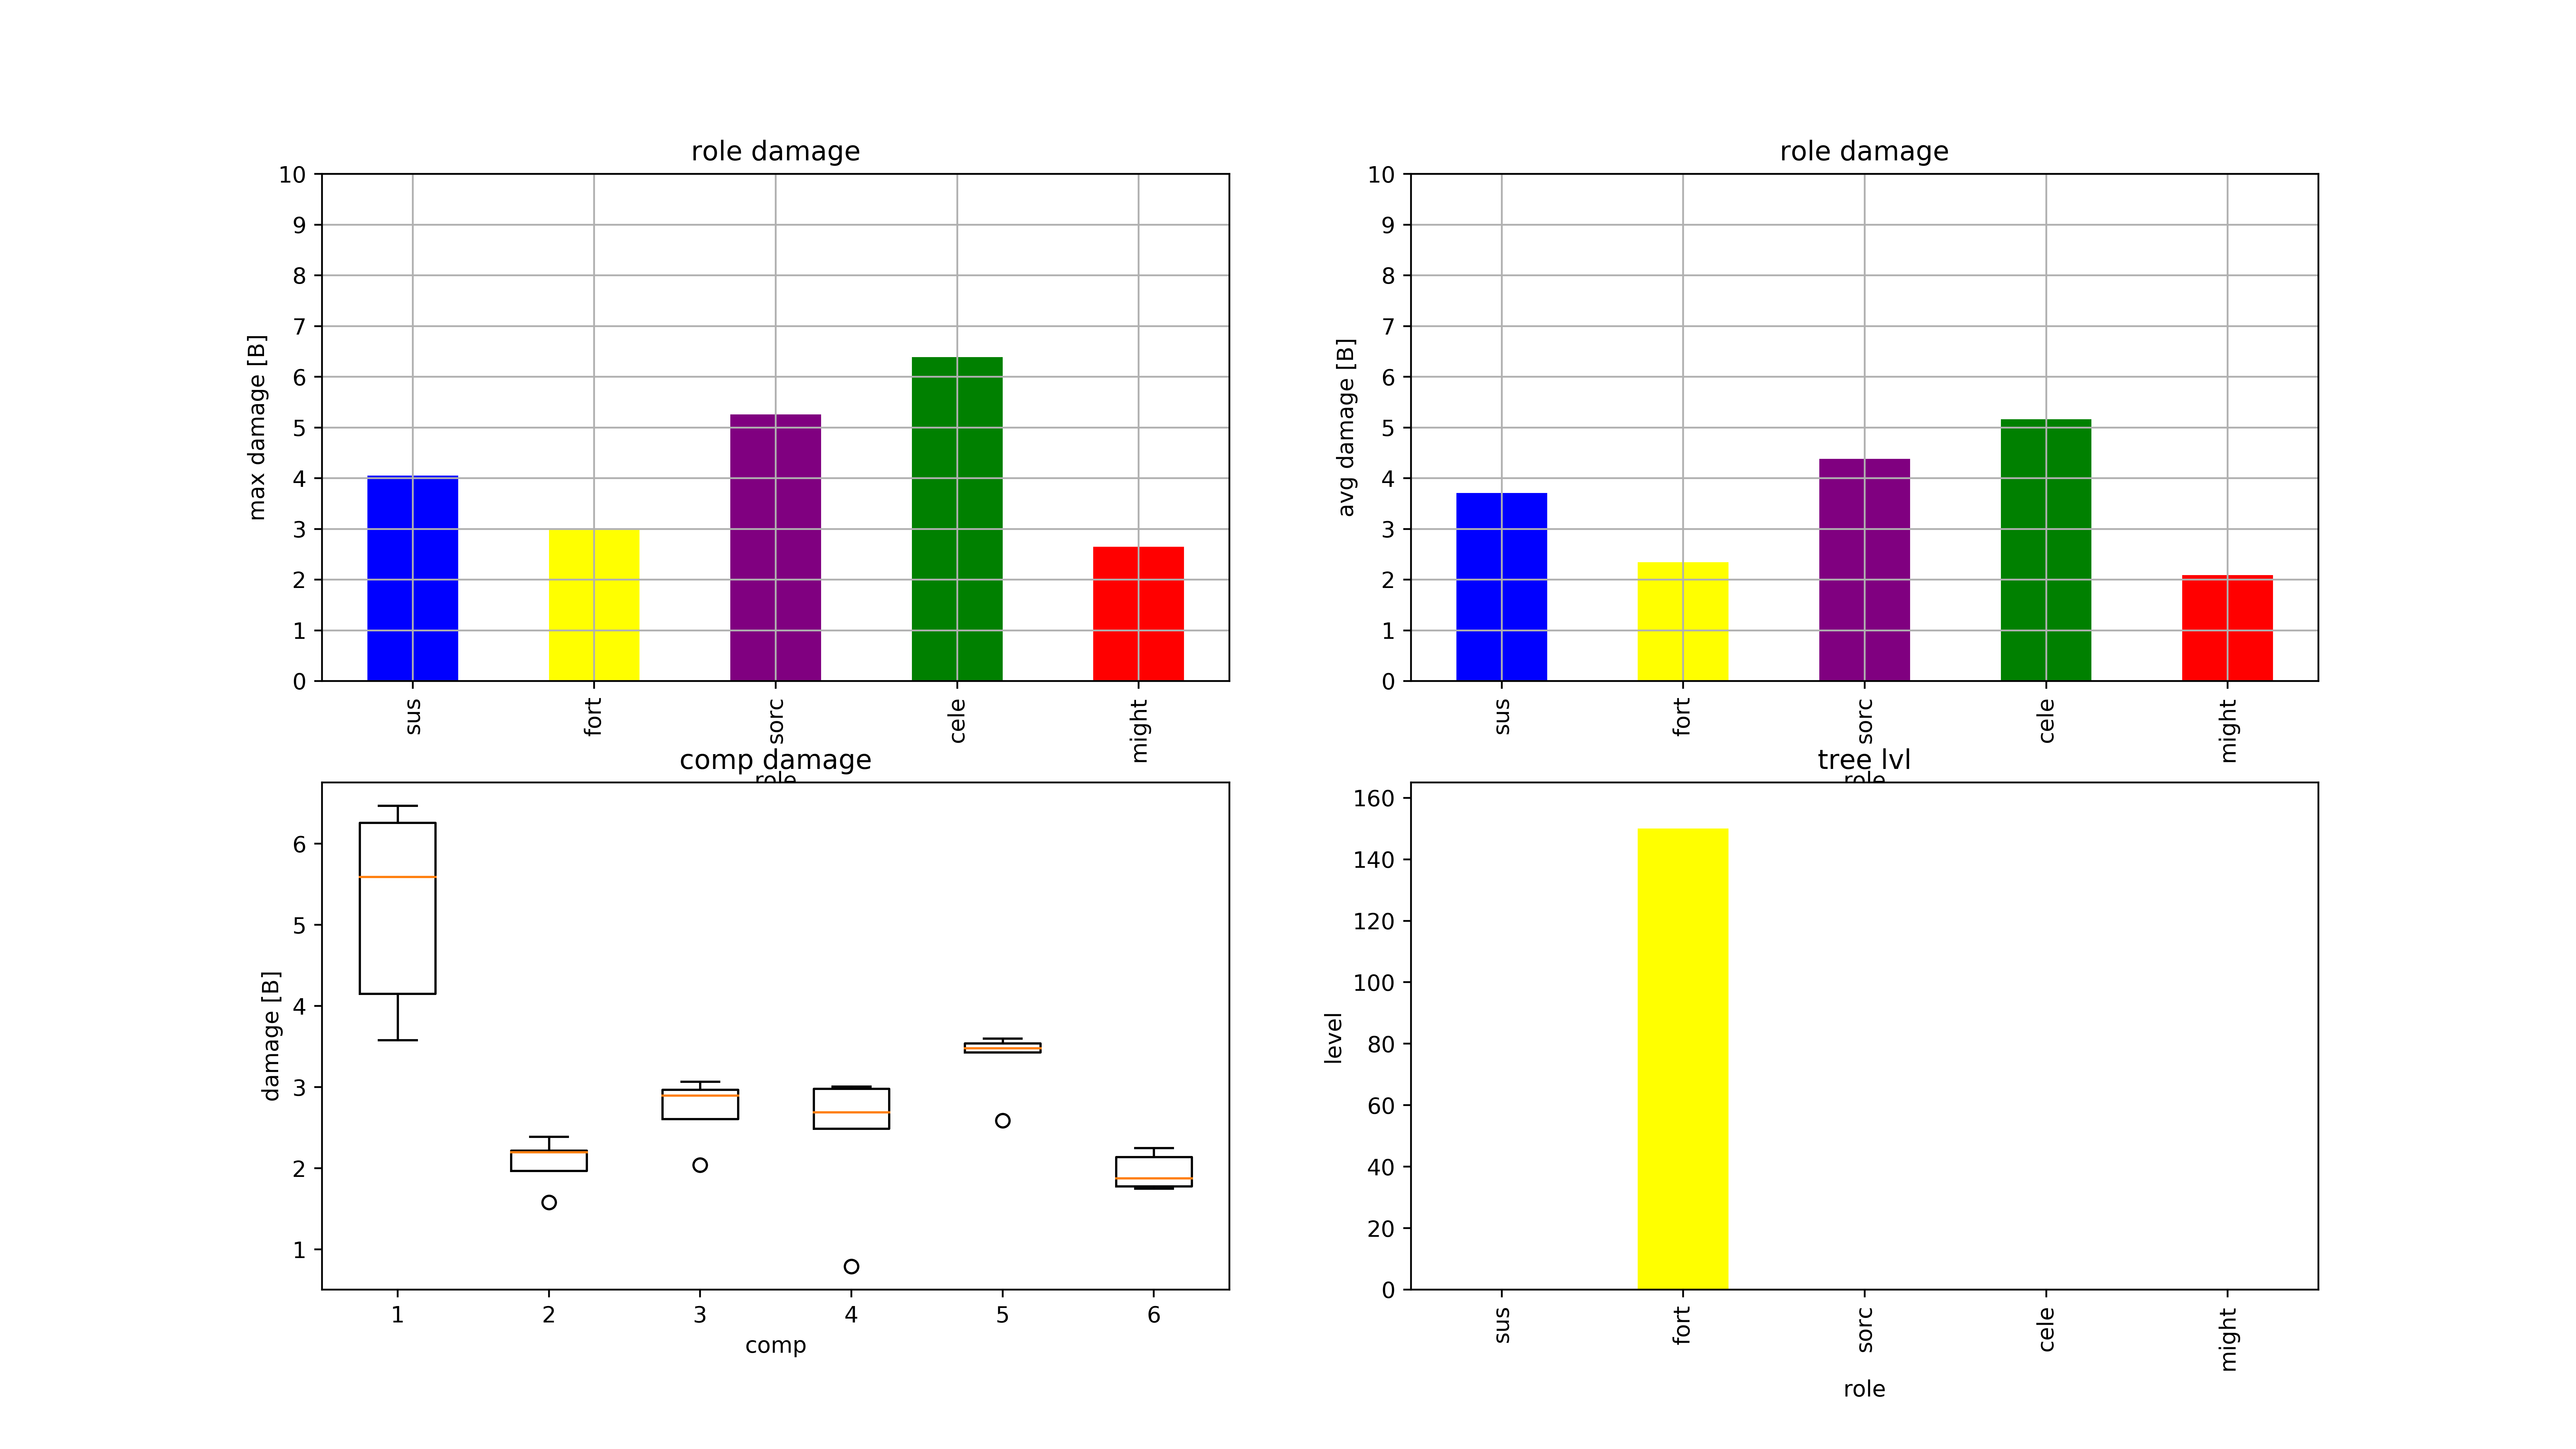 role damage
10
9
8
7
6
5
4
3
2
1
0
max damage [B]
sus
fort
sorc
cele
might
role
role damage
10
9
8
7
6
5
4
3
2
1
0
avg damage [B]
sus
fort
sorc
cele
might
role
comp damage
6
5
4
3
2
1
damage [B]
1 2 3 4 5 6
comp
tree lvl
160
140
120
100
80
60
40
20
0
level
sus
fort
sorc
cele
might
role